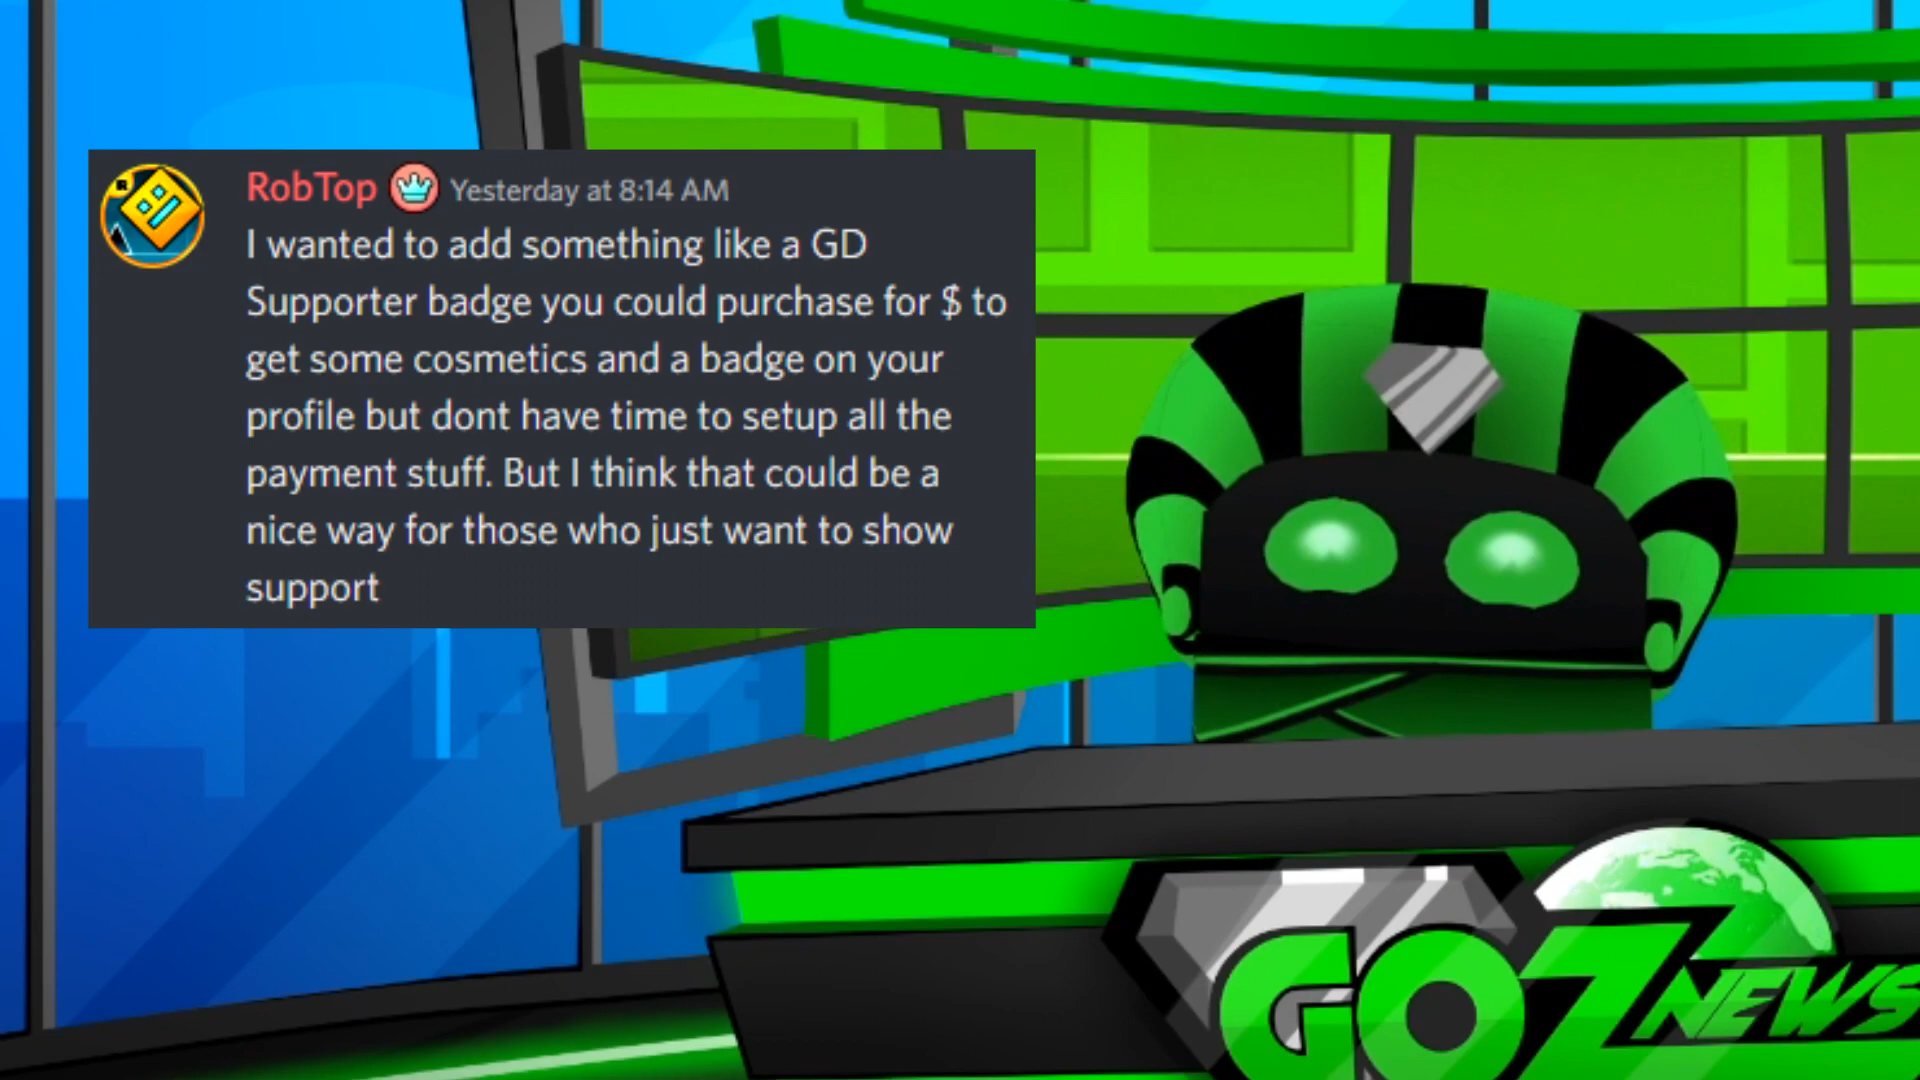 RobTop Yesterday at 8:14 AM
I wanted to add something like a GD
Supporter badge you could purchase for $ to
get some cosmetics and a badge on your
profile but dont have time to setup all the
payment stuff. But I think that could be a
nice way for those who just want to show
support
R
GO7
NEWS